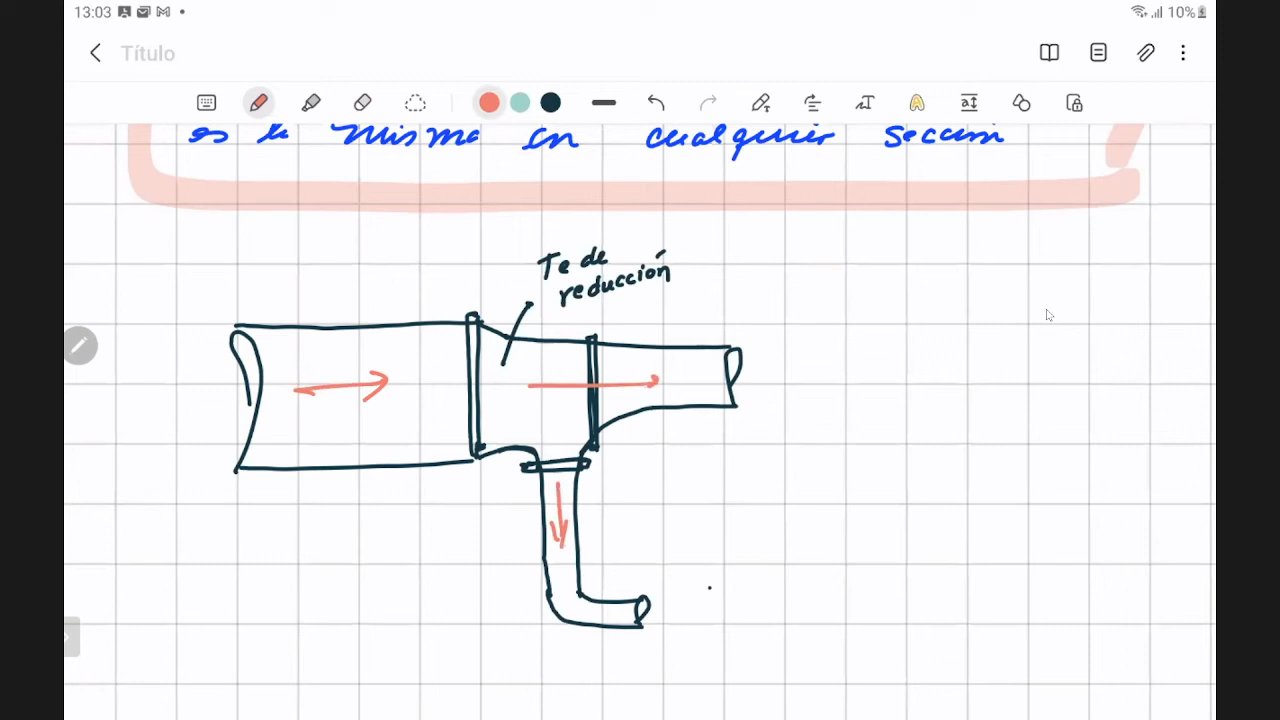 13:03
10%
Título
es la misma en cualquier sección
Te de
reducción